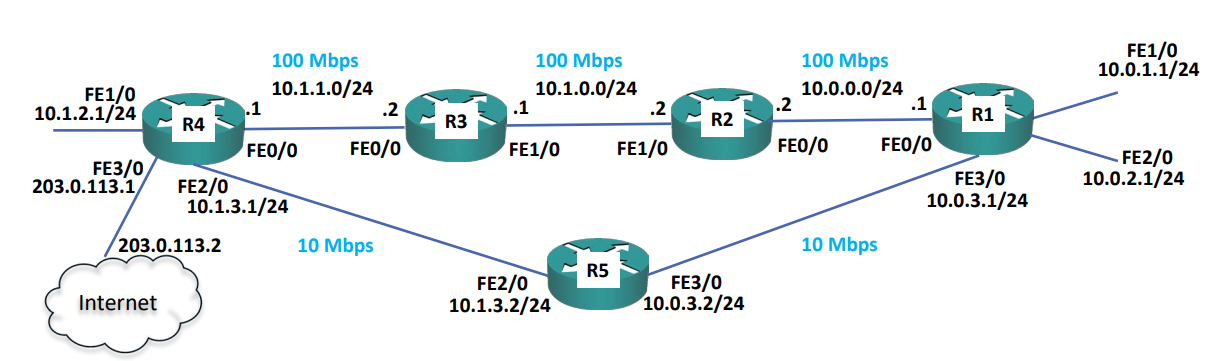 100 Mbps
10.1.1.0/24
100 Mbps
10.1.0.0/24
100 Mbps
10.0.0.0/24
FE1/0
10.0.1.1/24
FE1/0
10.1.2.1/24
R4
.1
FE0/0
.2
R3
.1
FE0/0
FE1/0
.2
R2
.2
FE1/0
FE0/0
.1
R1
FE0/0
FE2/0
10.0.2.1/24
FE3/0
203.0.113.1
FE2/0
10.1.3.1/24
FE3/0
10.0.3.1/24
203.0.113.2
10 Mbps
10 Mbps
Internet
R5
FE2/0
10.1.3.2/24
FE3/0
10.0.3.2/24